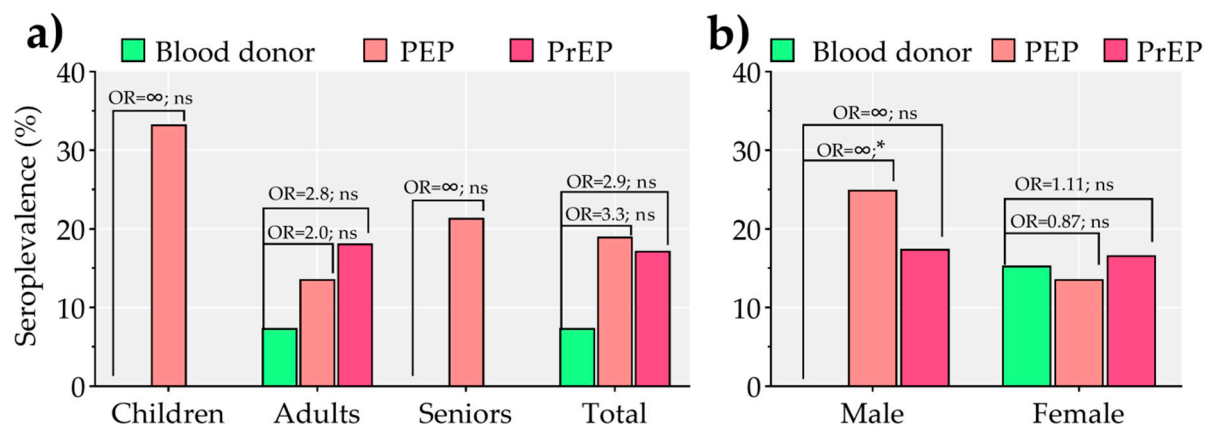 a)
Blood donor PEP PrEP
Seroplevalence (%)
40
30
20
10
0
OR=∞; ns
OR=2.8; ns
OR=2.0; ns
OR=∞; ns
OR=2.9; ns
OR=3.3; ns
Children Adults Seniors Total
b)
Blood donor PEP PrEP
40
30
20
10
0
OR=∞; ns
OR=∞;*
OR=1.11; ns
OR=0.87; ns
Male Female